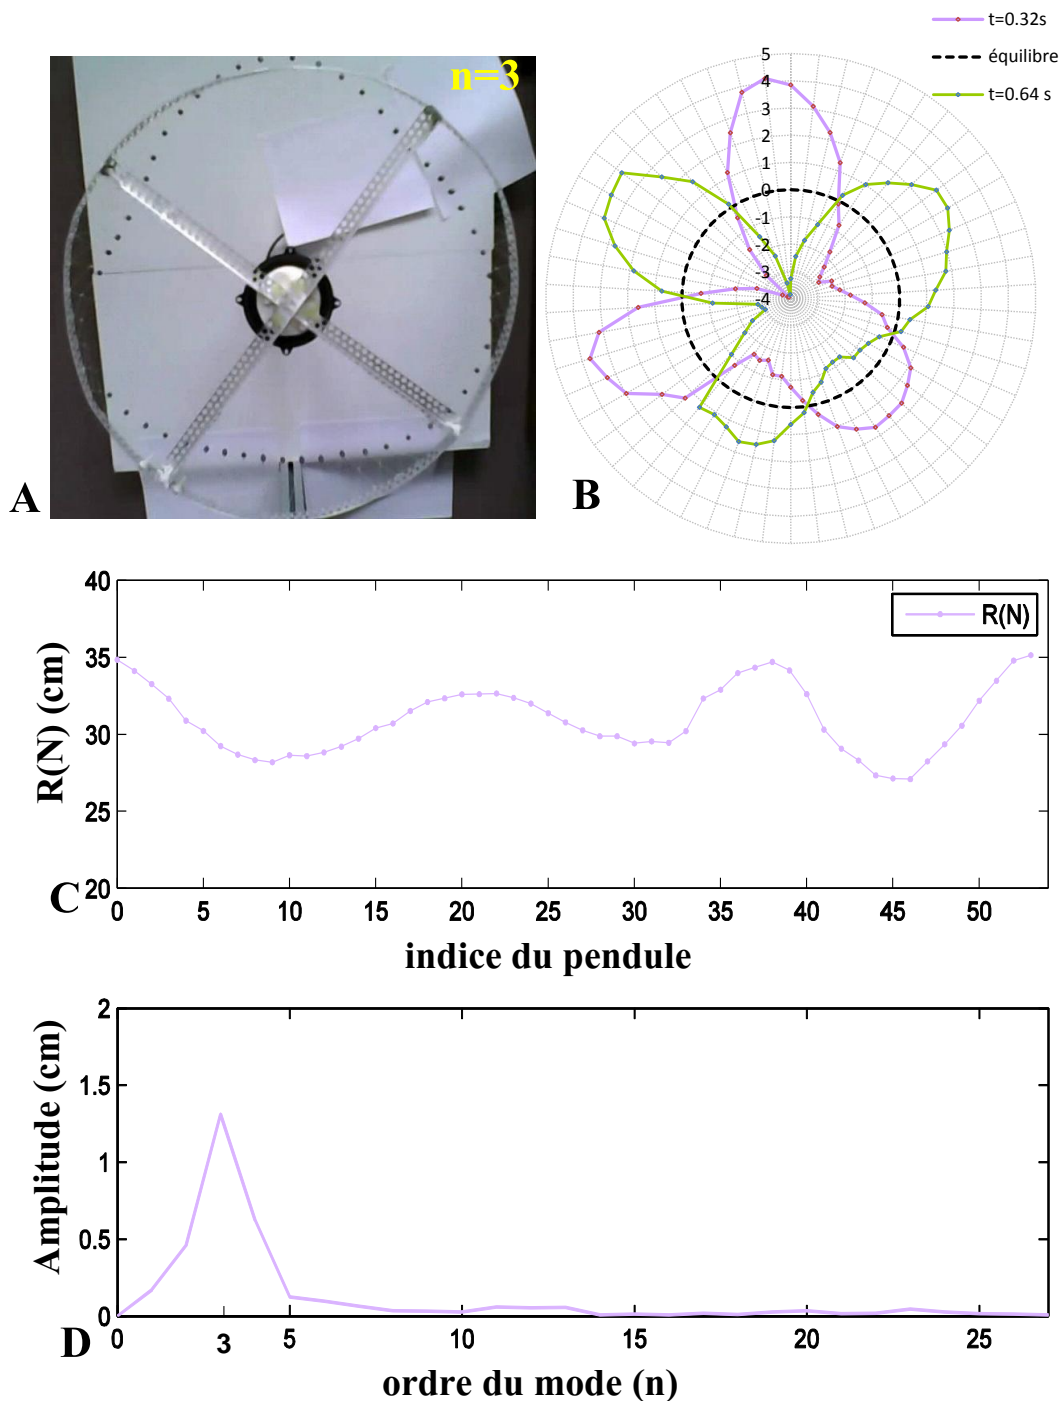 n=3
A
t=0.32s
équilibre
t=0.64 s
5
4
3
2
1
0
-1
-2
-3
-4
B
40
35
30
25
20
R(N) (cm)
R(N)
C
0 5 10 15 20 25 30 35 40 45 50
indice du pendule
2
1.5
1
0.5
0
Amplitude (cm)
D
0 3 5 10 15 20 25
ordre du mode (n)